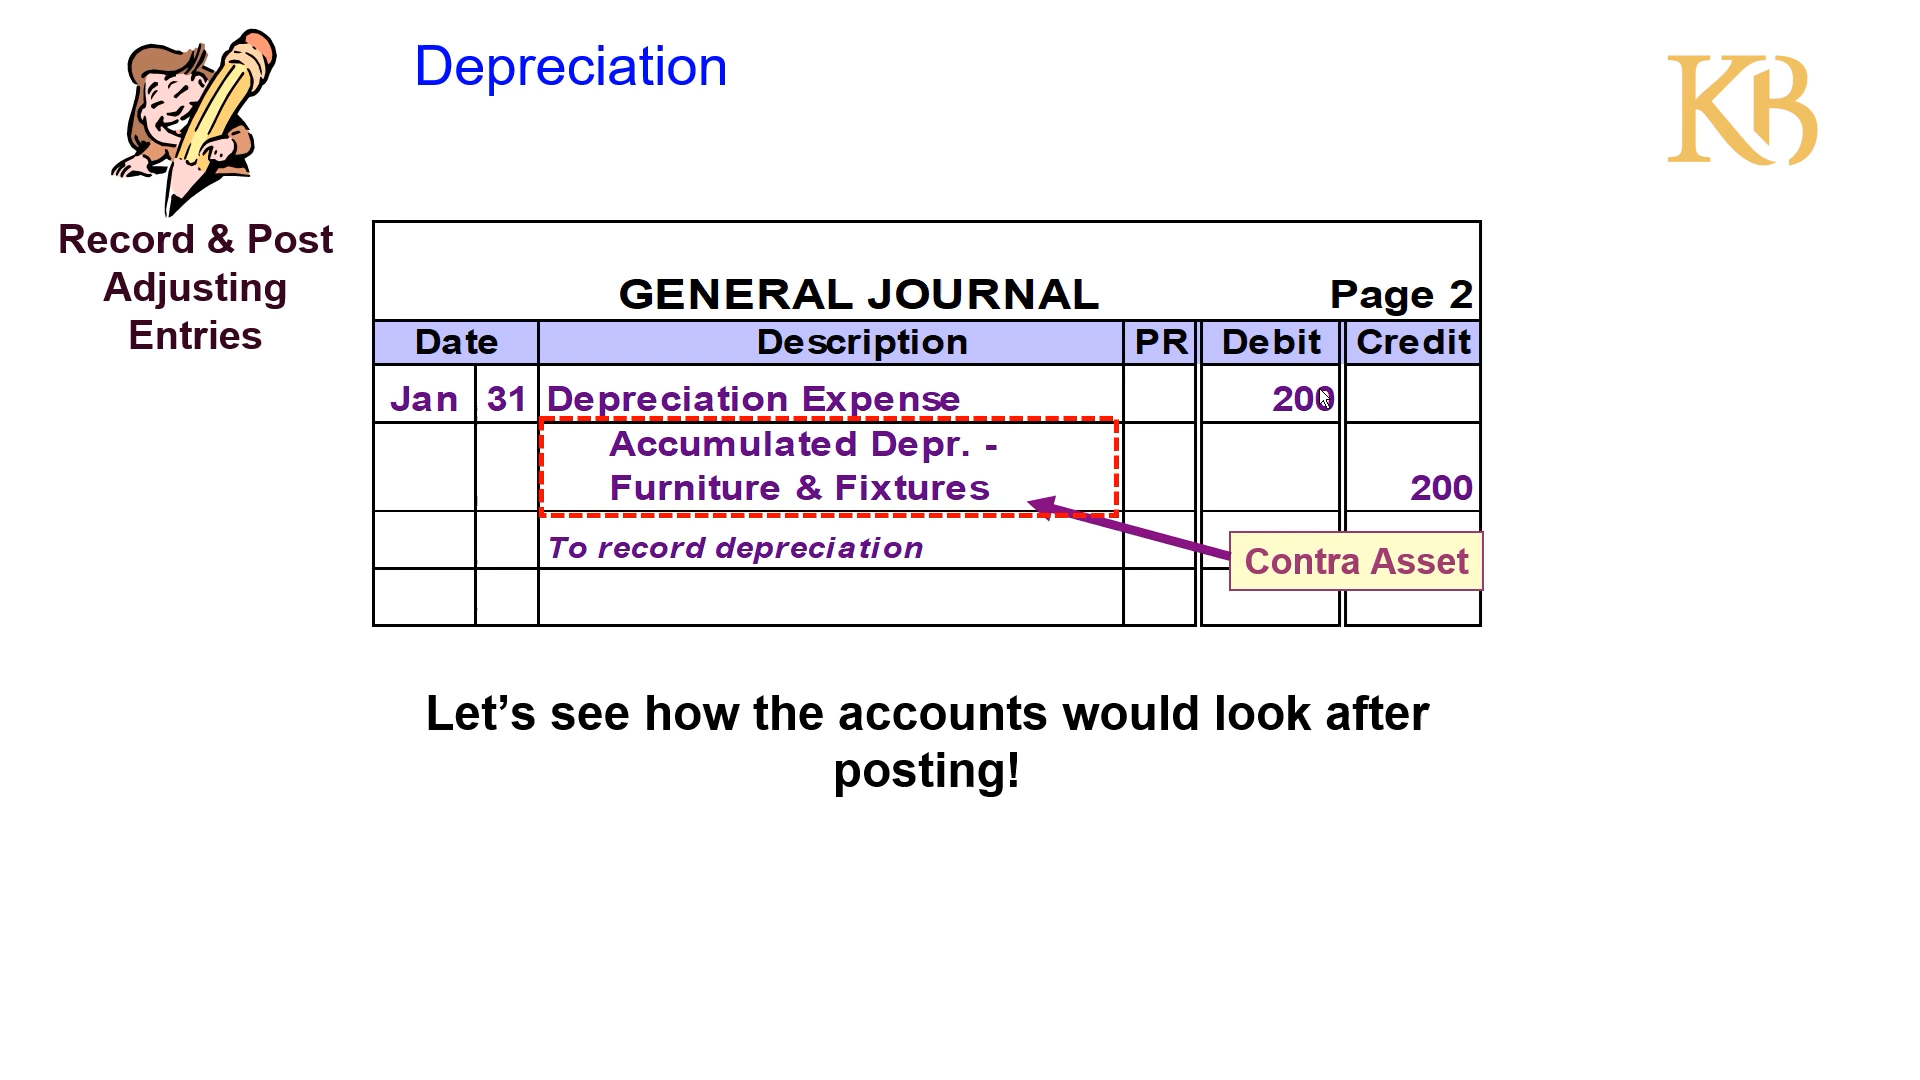 Depreciation
KB
Record & Post
Adjusting
Entries
GENERAL JOURNAL Page 2
Date Description PR Debit Credit
Jan 31 Depreciation Expense 200
Accumulated Depr. -
Furniture & Fixtures 200
To record depreciation
Contra Asset
Let’s see how the accounts would look after
posting!